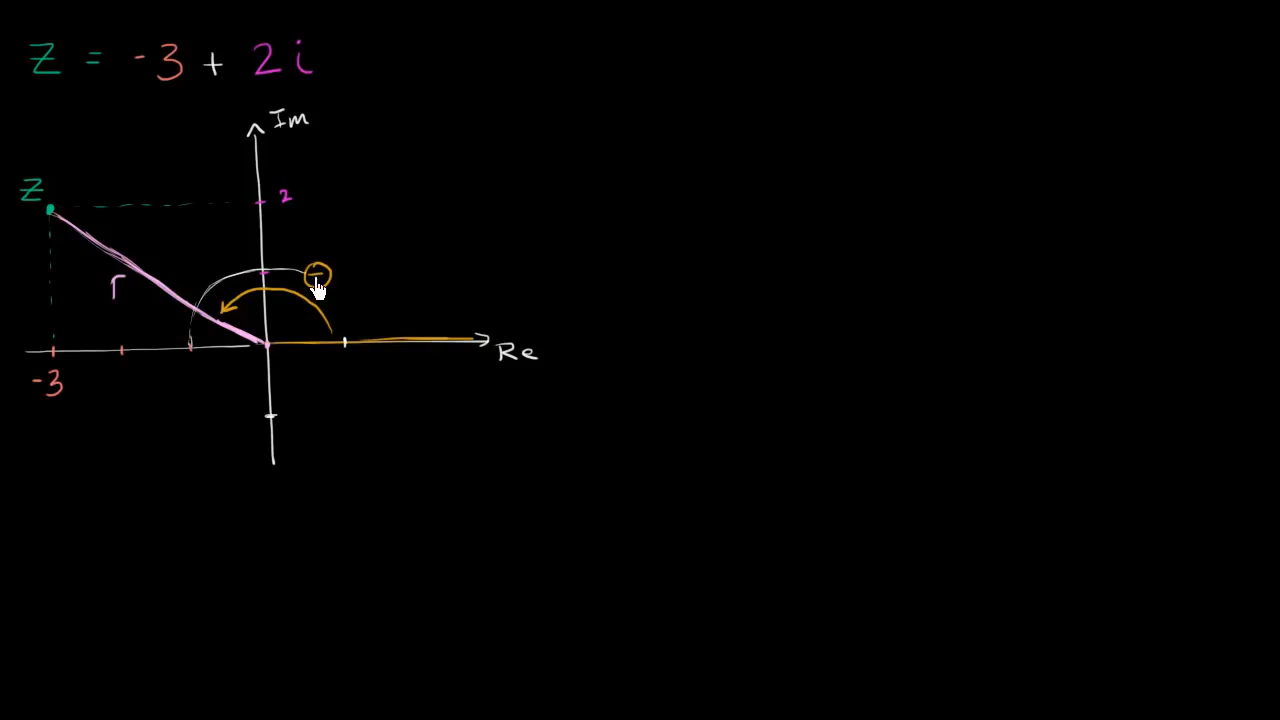 Z = -3 + 2i
Im
Z
2
θ
r
Re
-3